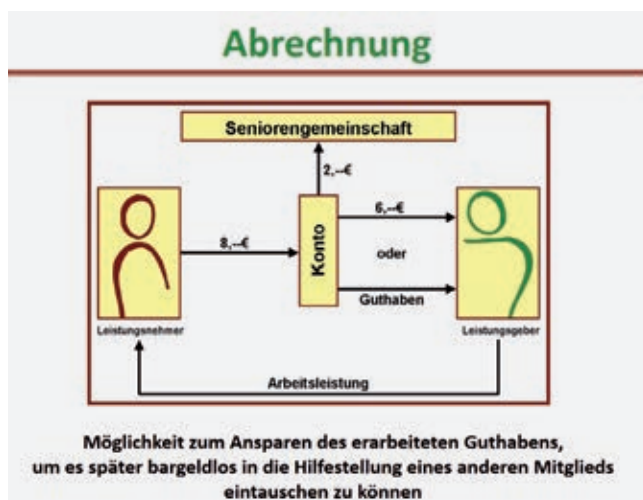 Abrechnung
Seniorengemeinschaft
2,--€
8,--€
Konto
6,--€
oder
Guthaben
Leistungsnehmer
Leistungsgeber
Arbeitsleistung
Möglichkeit zum Ansparen des erarbeiteten Guthabens,
um es später bargeldlos in die Hilfestellung eines anderen Mitglieds
eintauschen zu können